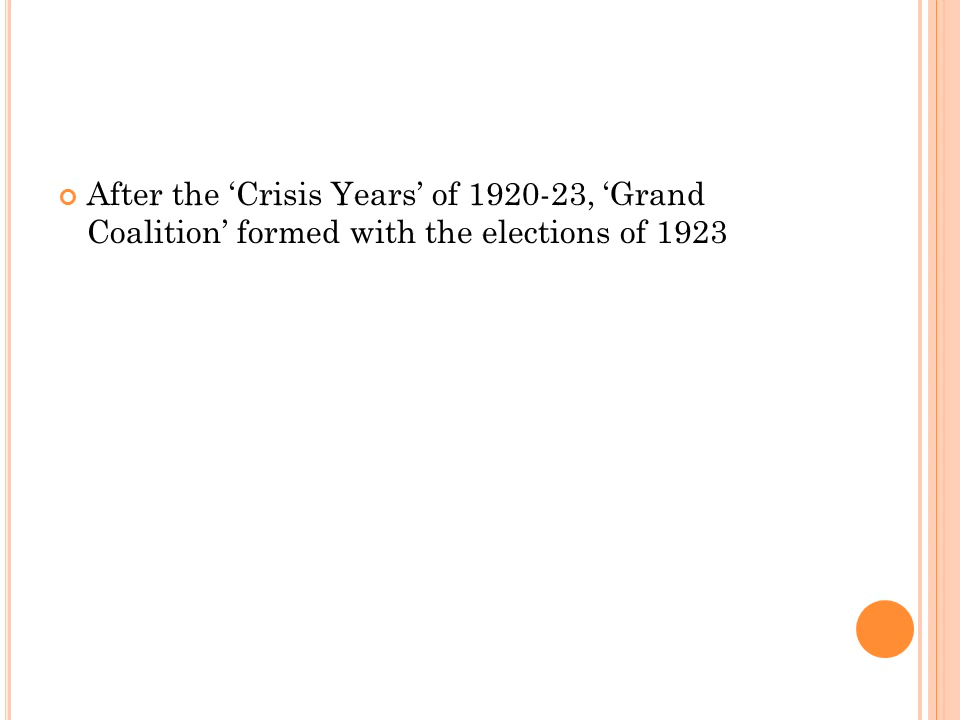 After the ‘Crisis Years’ of 1920-23, ‘Grand
Coalition’ formed with the elections of 1923